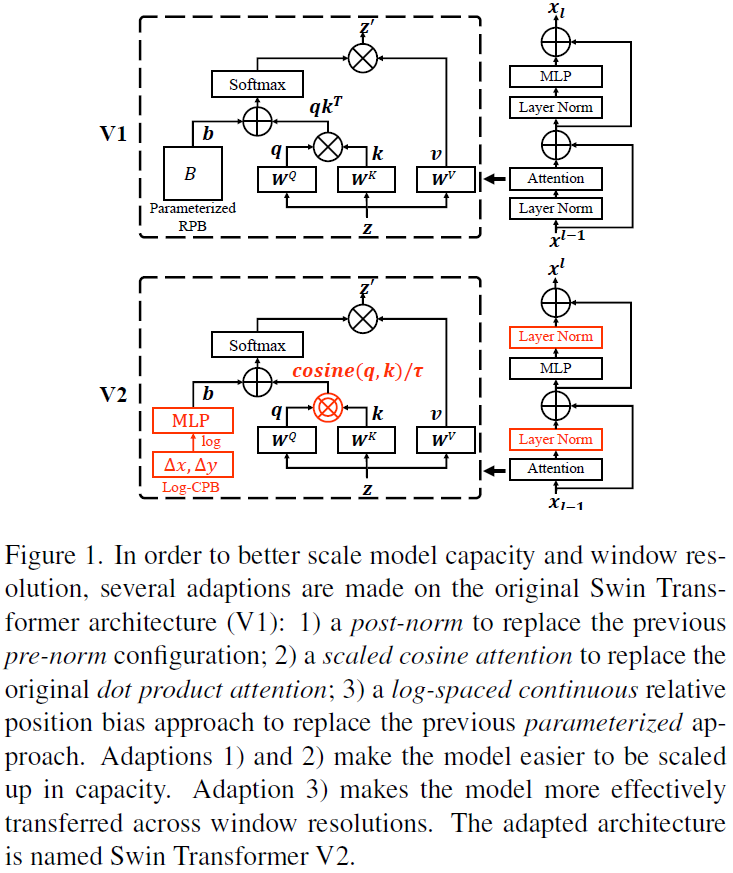 x_l
MLP
Layer Norm
Attention
Layer Norm
x^{l-1}
V1
z'
Softmax
qk^T
b
B
Parameterized
RPB
q
k
v
W^Q
W^K
W^V
z
x^l
Layer Norm
MLP
Layer Norm
Attention
x_{l-1}
V2
z'
Softmax
cosine(q, k)/τ
b
MLP
log
Δx, Δy
Log-CPB
q
k
v
W^Q
W^K
W^V
z
Figure 1. In order to better scale model capacity and window res-
olution, several adaptions are made on the original Swin Trans-
former architecture (V1): 1) a post-norm to replace the previous
pre-norm configuration; 2) a scaled cosine attention to replace the
original dot product attention; 3) a log-spaced continuous relative
position bias approach to replace the previous parameterized ap-
proach. Adaptions 1) and 2) make the model easier to be scaled
up in capacity. Adaption 3) makes the model more effectively
transferred across window resolutions. The adapted architecture
is named Swin Transformer V2.